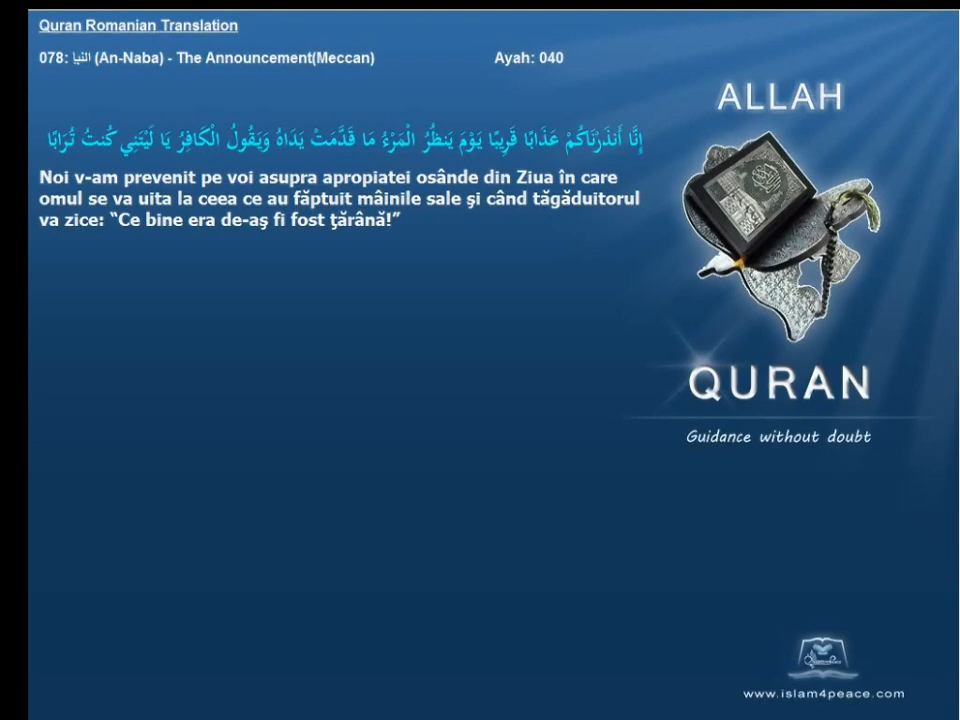 Quran Romanian Translation
078: النبإ (An-Naba) - The Announcement(Meccan) Ayah: 040
إِنَّا أَنذَرْنَاكُمْ عَذَابًا قَرِيبًا يَوْمَ يَنظُرُ الْمَرْءُ مَا قَدَّمَتْ يَدَاهُ وَيَقُولُ الْكَافِرُ يَا لَيْتَنِي كُنتُ تُرَابًا
Noi v-am prevenit pe voi asupra apropiatei osânde din Ziua în care
omul se va uita la ceea ce au făptuit mâinile sale şi când tăgăduitorul
va zice: “Ce bine era de-aş fi fost ţărână!”
ALLAH
QURAN
Guidance without doubt
www.islam4peace.com